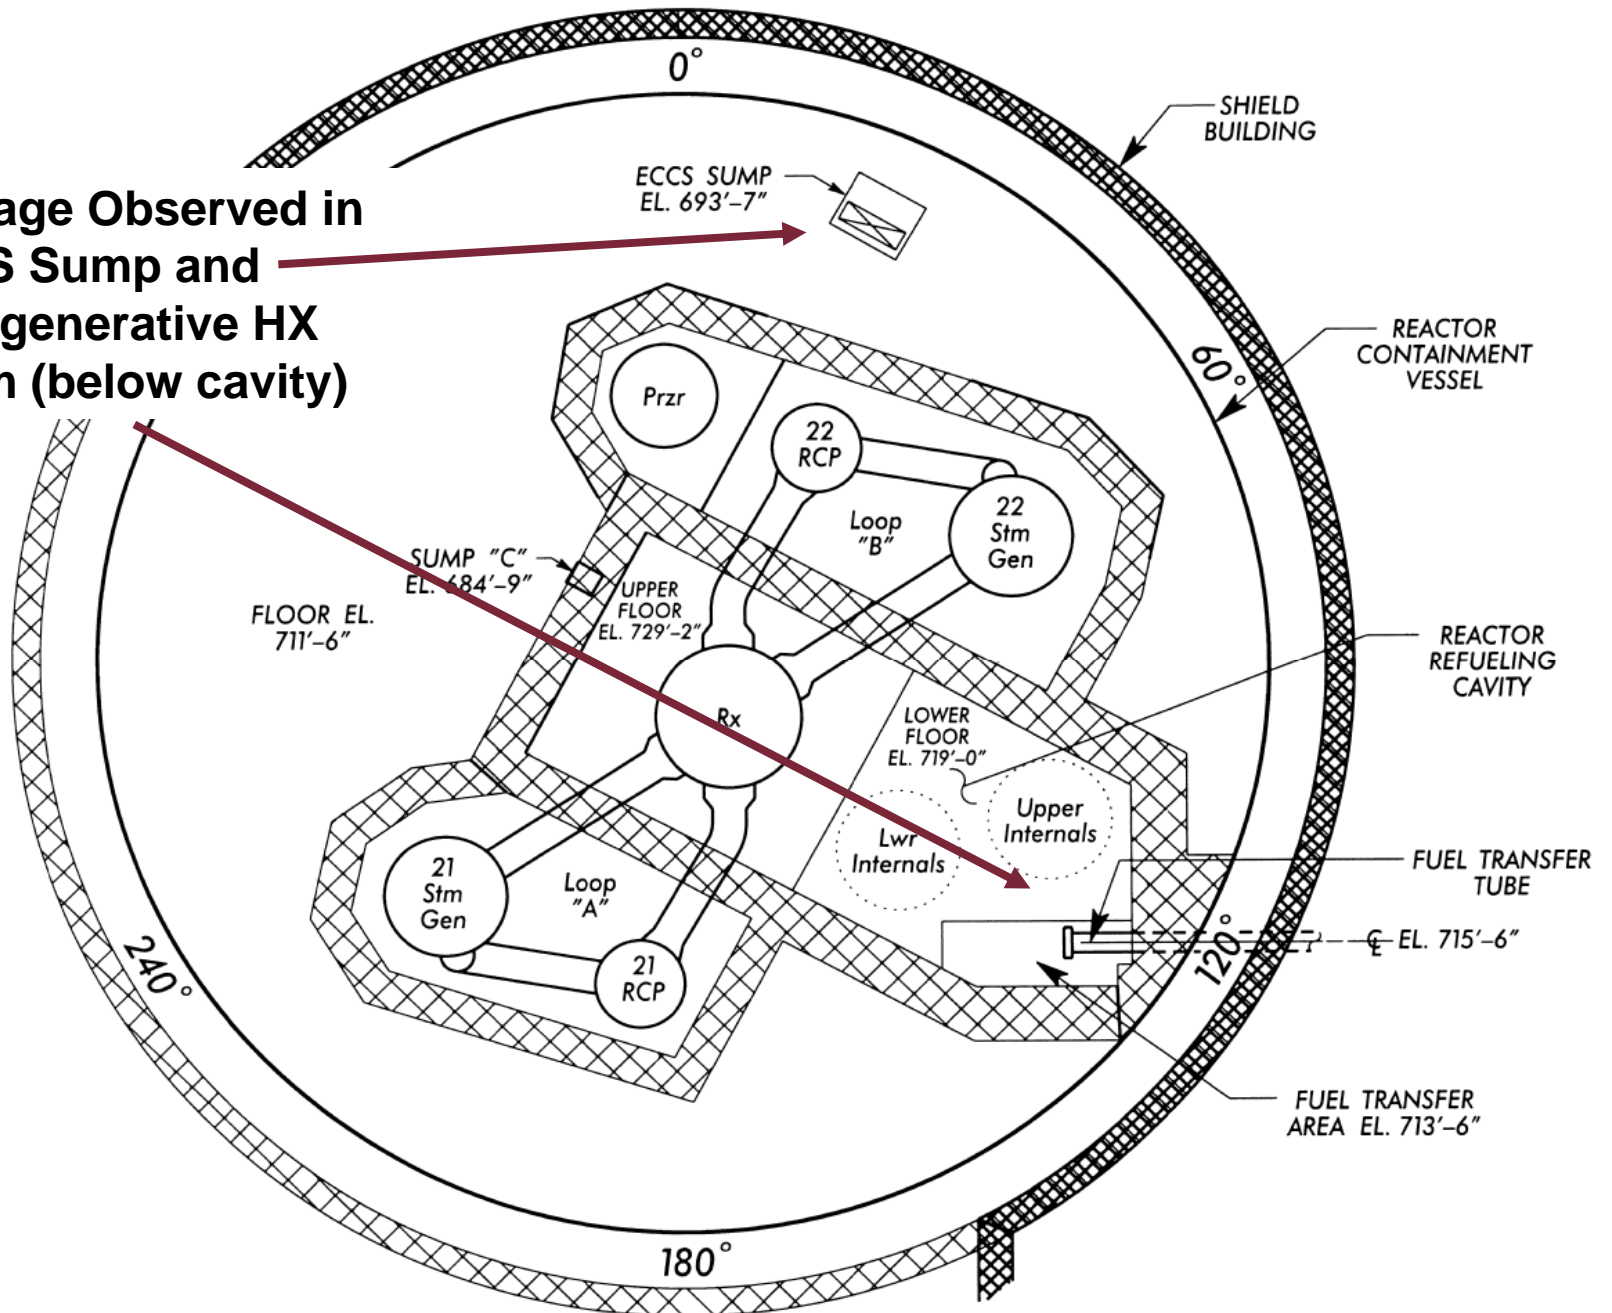 0°
SHIELD
BUILDING
ECCS SUMP
EL. 693'–7"
age Observed in
S Sump and
generative HX
(below cavity)
REACTOR
CONTAINMENT
VESSEL
60°
Przr
22
RCP
22
Stm
Gen
Loop
"B"
SUMP "C"
EL. 684'–9"
UPPER
FLOOR
EL. 729'–2"
FLOOR EL.
711'–6"
REACTOR
REFUELING
CAVITY
Rx
LOWER
FLOOR
EL. 719'–0"
Upper
Internals
Lwr
Internals
FUEL TRANSFER
TUBE
21
Stm
Gen
Loop
"A"
120°
℄ EL. 715'–6"
21
RCP
240°
FUEL TRANSFER
AREA EL. 713'–6"
180°